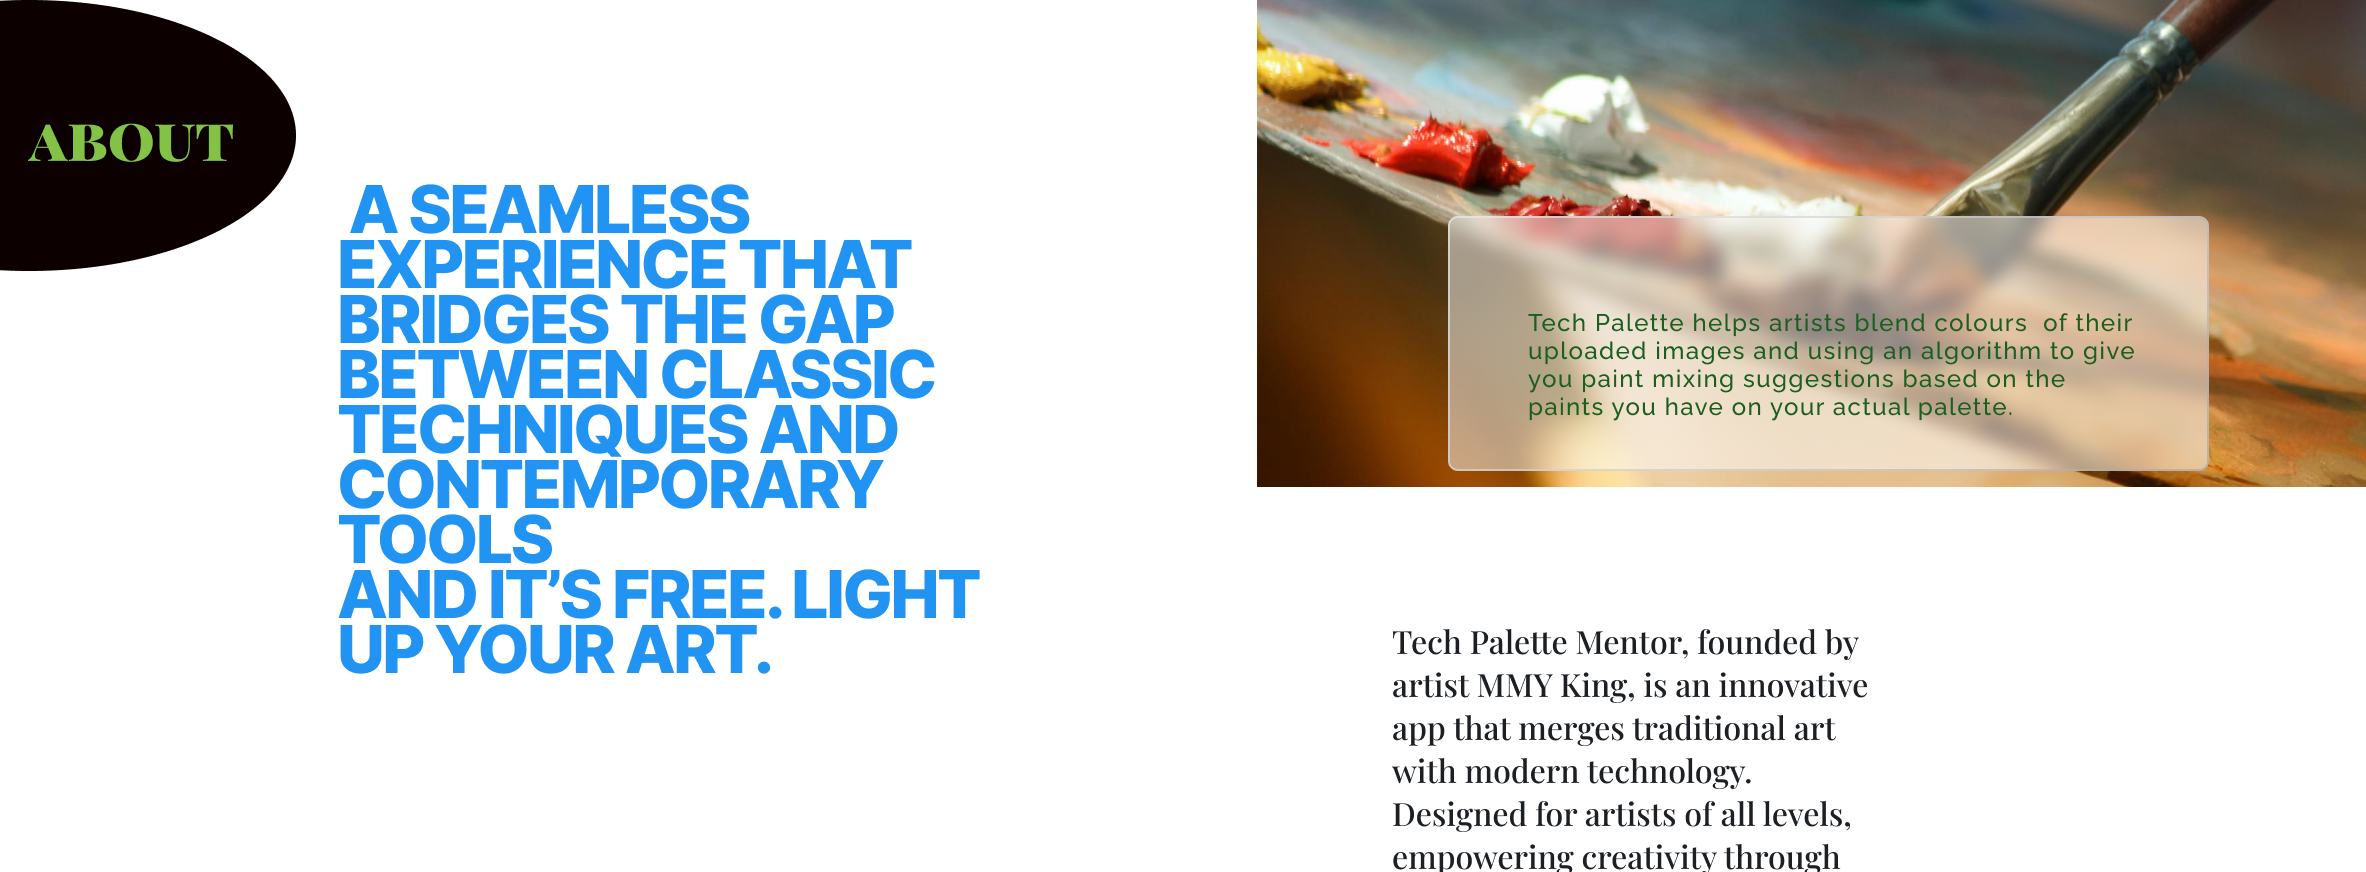 ABOUT
A SEAMLESS
EXPERIENCE THAT
BRIDGES THE GAP
BETWEEN CLASSIC
TECHNIQUES AND
CONTEMPORARY
TOOLS
AND IT’S FREE. LIGHT
UP YOUR ART.
Tech Palette helps artists blend colours  of their
uploaded images and using an algorithm to give
you paint mixing suggestions based on the
paints you have on your actual palette.
Tech Palette Mentor, founded by
artist MMY King, is an innovative
app that merges traditional art
with modern technology.
Designed for artists of all levels,
empowering creativity through